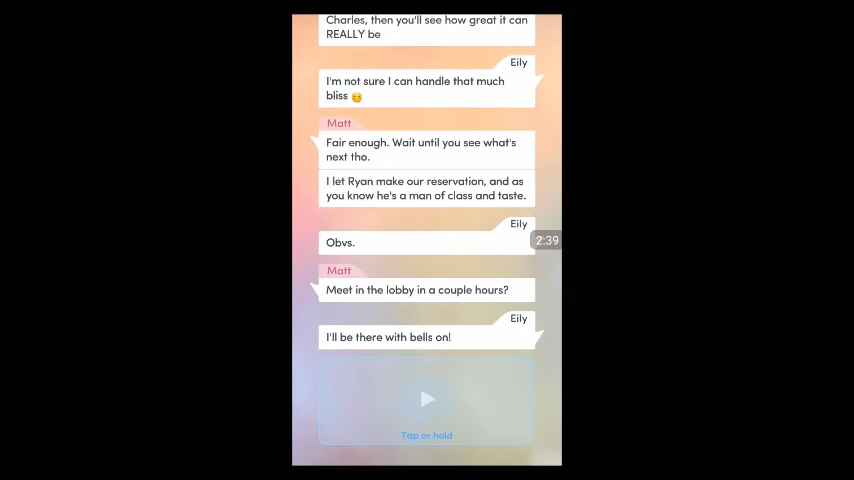 Charles, then you'll see how great it can
REALLY be
Eily
I'm not sure I can handle that much
bliss 😊
Matt
Fair enough. Wait until you see what's
next tho.
I let Ryan make our reservation, and as
you know he's a man of class and taste.
Eily
2:39
Obvs.
Matt
Meet in the lobby in a couple hours?
Eily
I'll be there with bells on!
Tap or hold